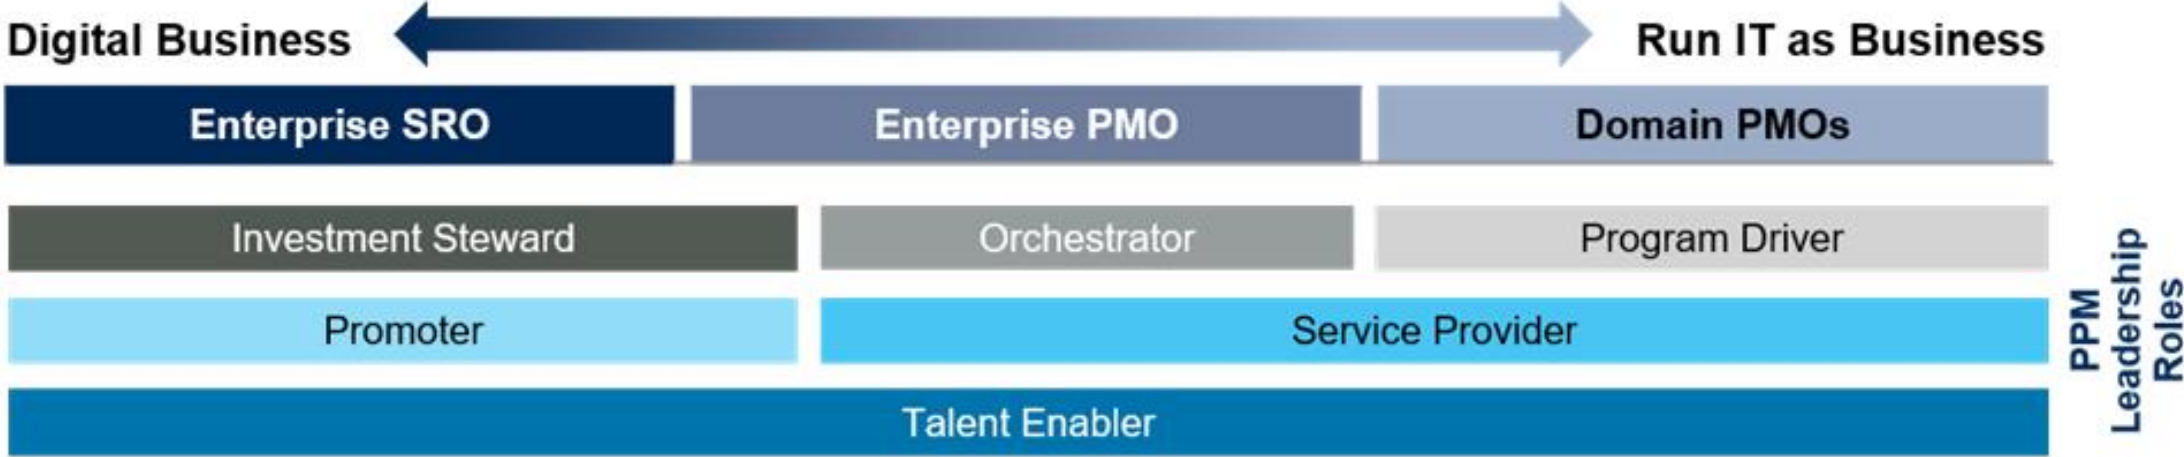 Digital Business
Run IT as Business
Enterprise SRO
Enterprise PMO
Domain PMOs
Investment Steward
Orchestrator
Program Driver
Promoter
Service Provider
Talent Enabler
PPM
Leadership
Roles